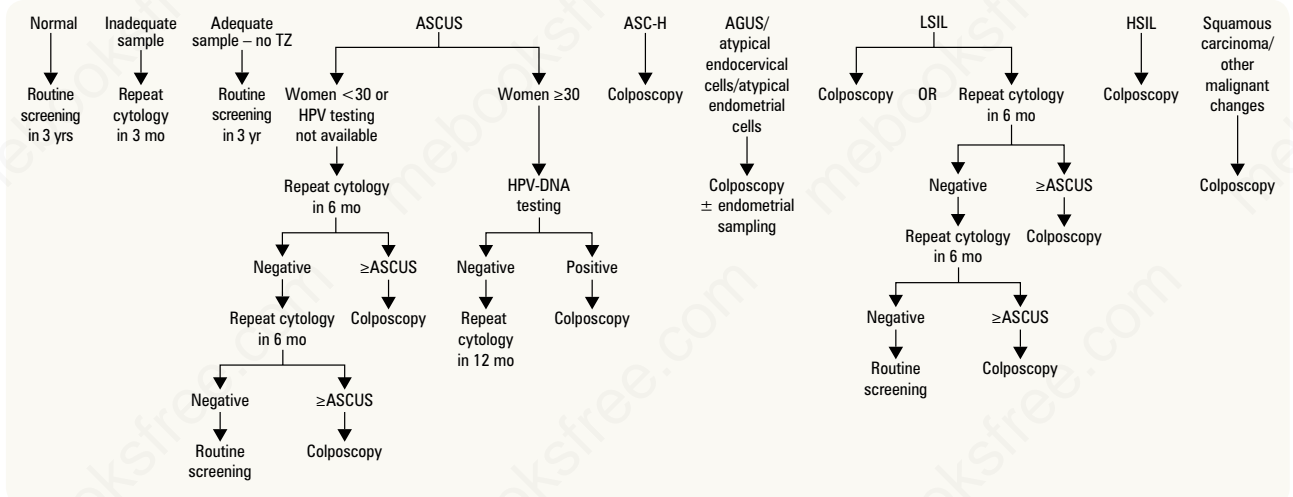 Normal
Routine
screening
in 3 yrs
Inadequate
sample
Repeat
cytology
in 3 mo
Adequate
sample – no TZ
Routine
screening
in 3 yr
ASCUS
Women <30 or
HPV testing
not available
Repeat cytology
in 6 mo
Negative
Repeat cytology
in 6 mo
Negative
Routine
screening
≥ASCUS
Colposcopy
≥ASCUS
Colposcopy
Women ≥30
HPV-DNA
testing
Negative
Repeat
cytology
in 12 mo
Positive
Colposcopy
ASC-H
Colposcopy
AGUS/
atypical
endocervical
cells/atypical
endometrial
cells
Colposcopy
± endometrial
sampling
LSIL
Colposcopy OR Repeat cytology
in 6 mo
Negative
Repeat cytology
in 6 mo
Negative
Routine
screening
≥ASCUS
Colposcopy
≥ASCUS
Colposcopy
HSIL
Colposcopy
Squamous
carcinoma/
other
malignant
changes
Colposcopy
mebooksfree.com